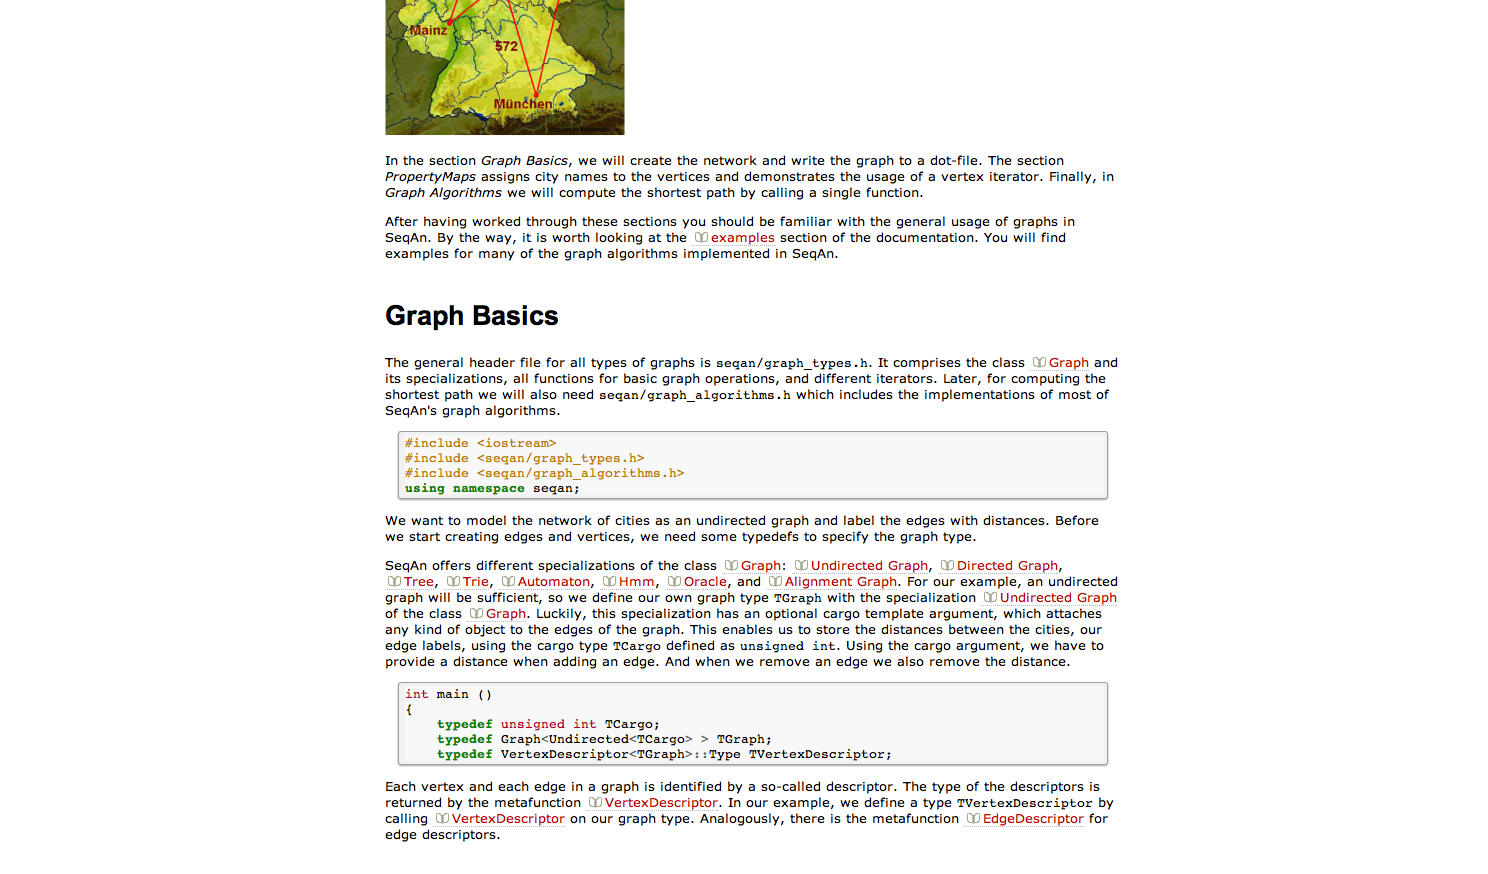 Mainz
572
München
In the section Graph Basics, we will create the network and write the graph to a dot-file. The section
PropertyMaps assigns city names to the vertices and demonstrates the usage of a vertex iterator. Finally, in
Graph Algorithms we will compute the shortest path by calling a single function.
After having worked through these sections you should be familiar with the general usage of graphs in
SeqAn. By the way, it is worth looking at the examples section of the documentation. You will find
examples for many of the graph algorithms implemented in SeqAn.
Graph Basics
The general header file for all types of graphs is seqan/graph_types.h. It comprises the class Graph and
its specializations, all functions for basic graph operations, and different iterators. Later, for computing the
shortest path we will also need seqan/graph_algorithms.h which includes the implementations of most of
SeqAn's graph algorithms.
#include <iostream>
#include <seqan/graph_types.h>
#include <seqan/graph_algorithms.h>
using namespace seqan;
We want to model the network of cities as an undirected graph and label the edges with distances. Before
we start creating edges and vertices, we need some typedefs to specify the graph type.
SeqAn offers different specializations of the class Graph: Undirected Graph, Directed Graph,
Tree, Trie, Automaton, Hmm, Oracle, and Alignment Graph. For our example, an undirected
graph will be sufficient, so we define our own graph type TGraph with the specialization Undirected Graph
of the class Graph. Luckily, this specialization has an optional cargo template argument, which attaches
any kind of object to the edges of the graph. This enables us to store the distances between the cities, our
edge labels, using the cargo type TCargo defined as unsigned int. Using the cargo argument, we have to
provide a distance when adding an edge. And when we remove an edge we also remove the distance.
int main ()
{
    typedef unsigned int TCargo;
    typedef Graph<Undirected<TCargo> > TGraph;
    typedef VertexDescriptor<TGraph>::Type TVertexDescriptor;
Each vertex and each edge in a graph is identified by a so-called descriptor. The type of the descriptors is
returned by the metafunction VertexDescriptor. In our example, we define a type TVertexDescriptor by
calling VertexDescriptor on our graph type. Analogously, there is the metafunction EdgeDescriptor for
edge descriptors.